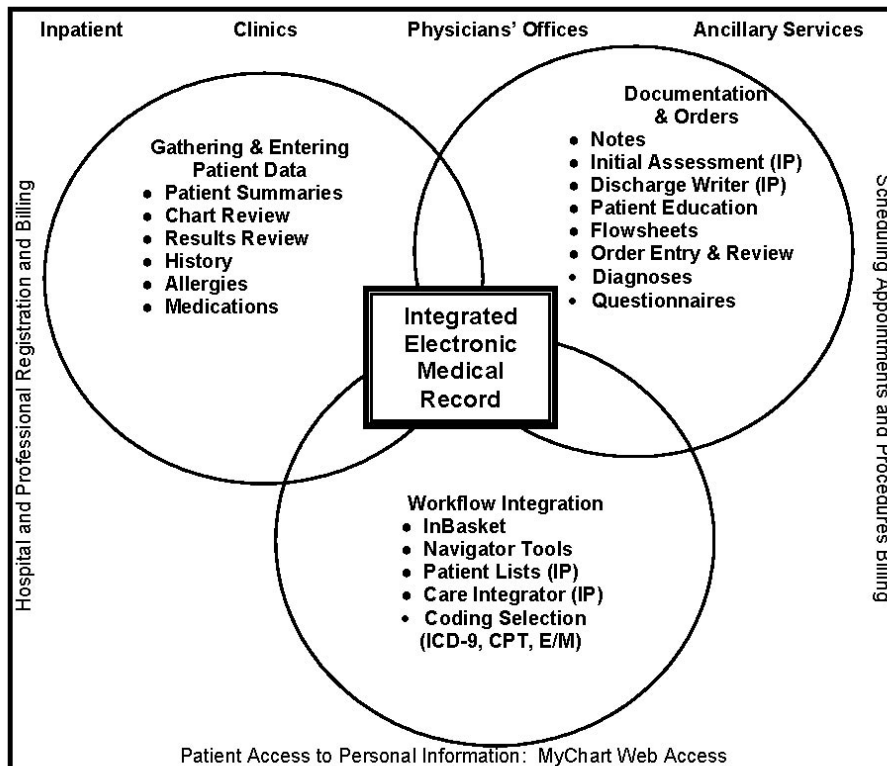 Inpatient Clinics Physicians' Offices Ancillary Services
Hospital and Professional Registration and Billing
Gathering & Entering
Patient Data
● Patient Summaries
● Chart Review
● Results Review
● History
● Allergies
● Medications
Documentation
& Orders
● Notes
● Initial Assessment (IP)
● Discharge Writer (IP)
● Patient Education
● Flowsheets
● Order Entry & Review
• Diagnoses
• Questionnaires
Integrated
Electronic
Medical
Record
Workflow Integration
● InBasket
● Navigator Tools
● Patient Lists (IP)
● Care Integrator (IP)
• Coding Selection
(ICD-9, CPT, E/M)
Scheduling Appointments and Procedures Billing
Patient Access to Personal Information: MyChart Web Access